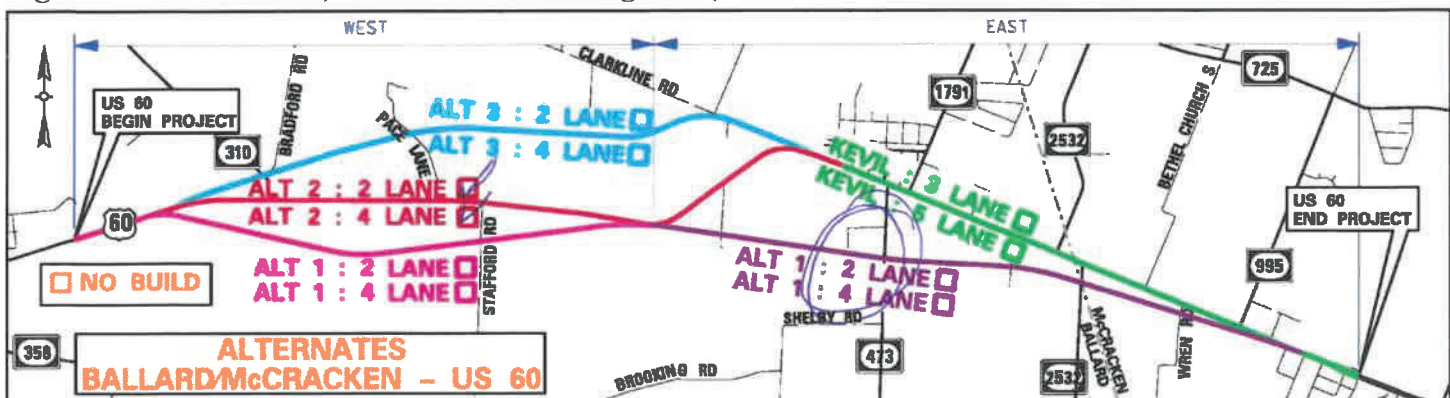 WEST
EAST
CLARKLINE RD
725
US 60
BEGIN PROJECT
BRADFORD RD
1791
BETHEL CHURCH S
ALT 3 : 2 LANE
310
PACE LANE
ALT 3 : 4 LANE
2532
KEVIL : 3 LANE
KEVIL : 5 LANE
ALT 2 : 2 LANE
ALT 2 : 4 LANE
US 60
END PROJECT
60
STAFFORD RD
ALT 1 : 2 LANE
ALT 1 : 4 LANE
ALT 1 : 2 LANE
ALT 1 : 4 LANE
995
NO BUILD
SHELBY RD
McCRACKEN
BALLARD
WREN RD
358
ALTERNATES
BALLARD/McCRACKEN - US 60
473
2532
BROOKING RD